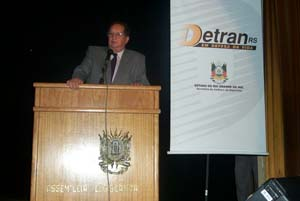 Detran RS
EM DEFESA DA VIDA
ESTADO DO RIO GRANDE DO SUL
ASSEMBLEIA LEGISLATIVA